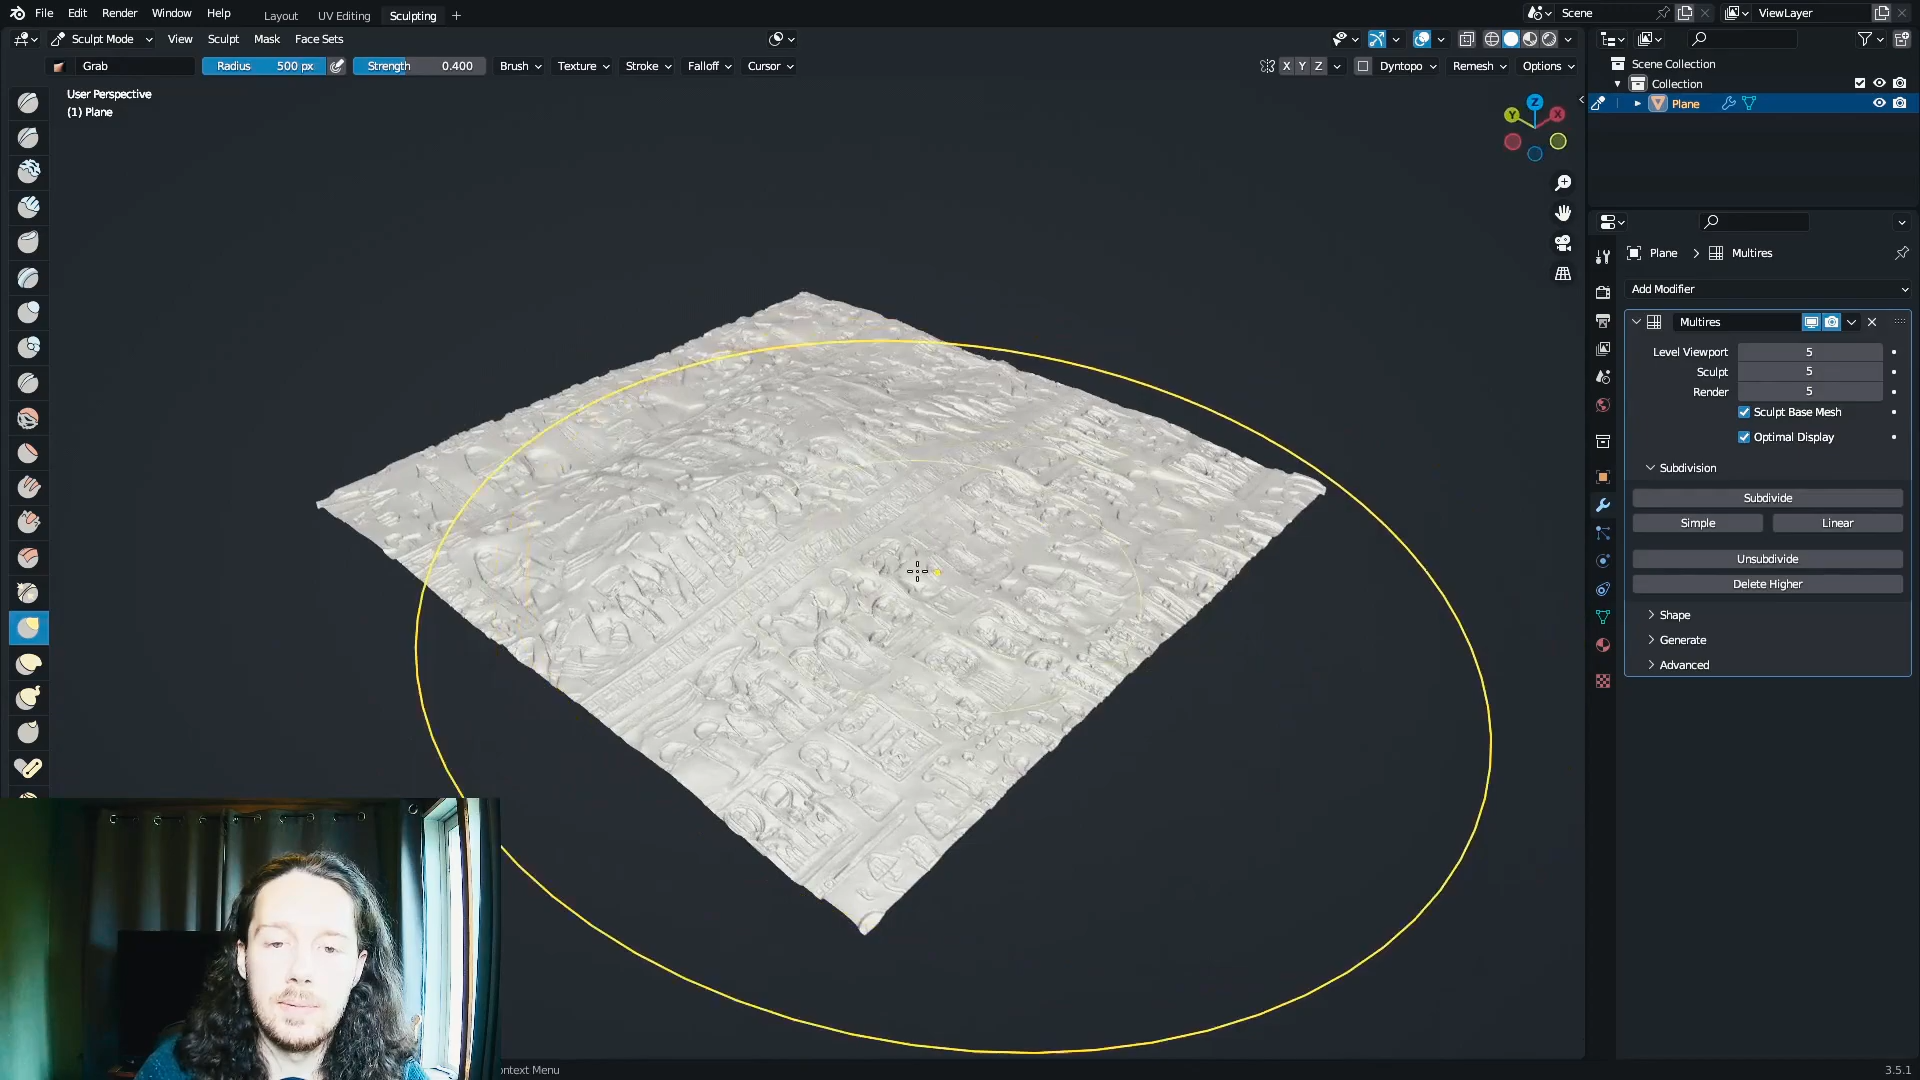 File Edit Render Window Help
Layout UV Editing Sculpting +
Scene
ViewLayer
Sculpt Mode View Sculpt Mask Face Sets
Grab
Radius 500 px
Strength 0.400
Brush Texture Stroke Falloff Cursor
X Y Z
Dyntopo Remesh Options
User Perspective
(1) Plane
Z
Y
X
Scene Collection
Collection
Plane
Plane > Multires
Add Modifier
Multires
Level Viewport 5
Sculpt 5
Render 5
Sculpt Base Mesh
Optimal Display
Subdivision
Subdivide
Simple Linear
Unsubdivide
Delete Higher
Shape
Generate
Advanced
ontext Menu
3.5.1